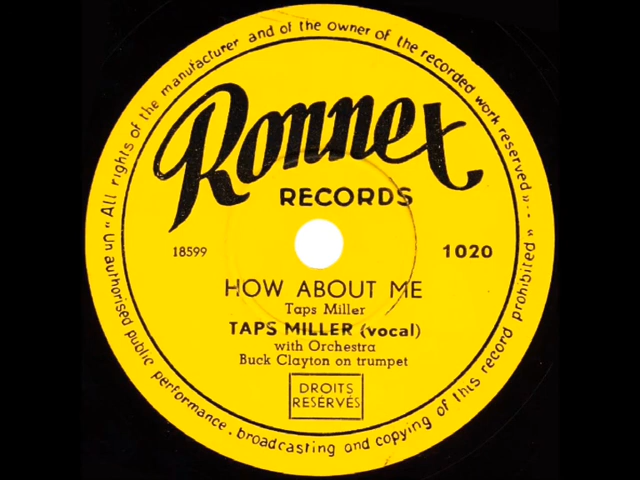 "All rights of the manufacturer and of the owner of the recorded work reserved"--
Ronnex
RECORDS
18599
1020
HOW ABOUT ME
Taps Miller
TAPS MILLER (vocal)
with Orchestra
Buck Clayton on trumpet
DROITS
RESERVÉS
"un authorised public performance, broadcasting and copying of this record prohibited"